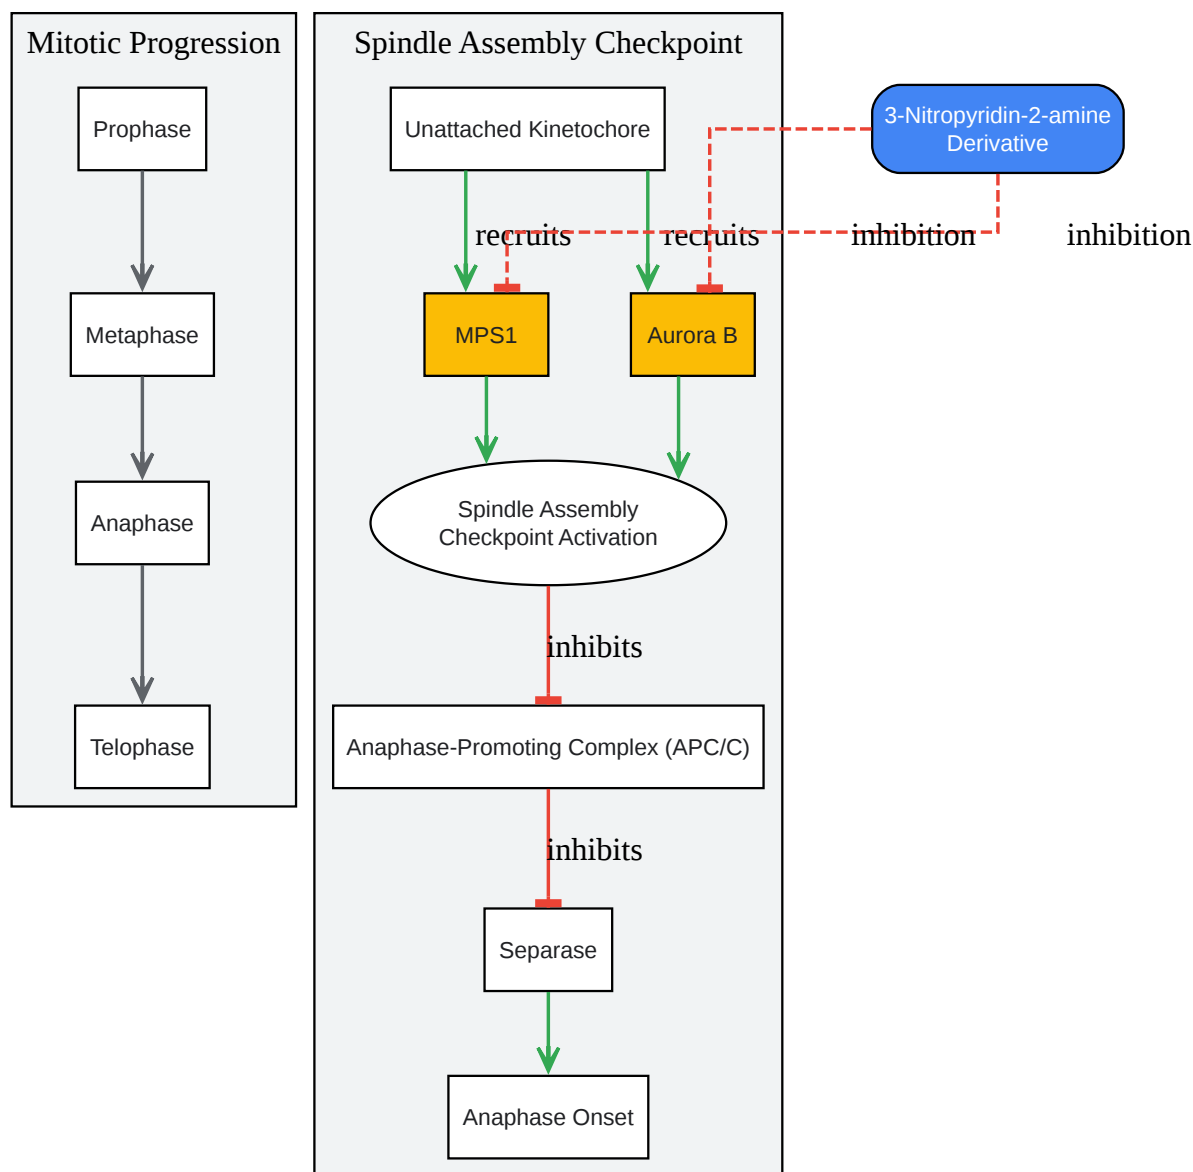 Mitotic Progression
Prophase
Metaphase
Anaphase
Telophase
Spindle Assembly Checkpoint
Unattached Kinetochore
3-Nitropyridin-2-amine
Derivative
recruits
recruits
inhibition
inhibition
MPS1
Aurora B
Spindle Assembly
Checkpoint Activation
inhibits
Anaphase-Promoting Complex (APC/C)
inhibits
Separase
Anaphase Onset